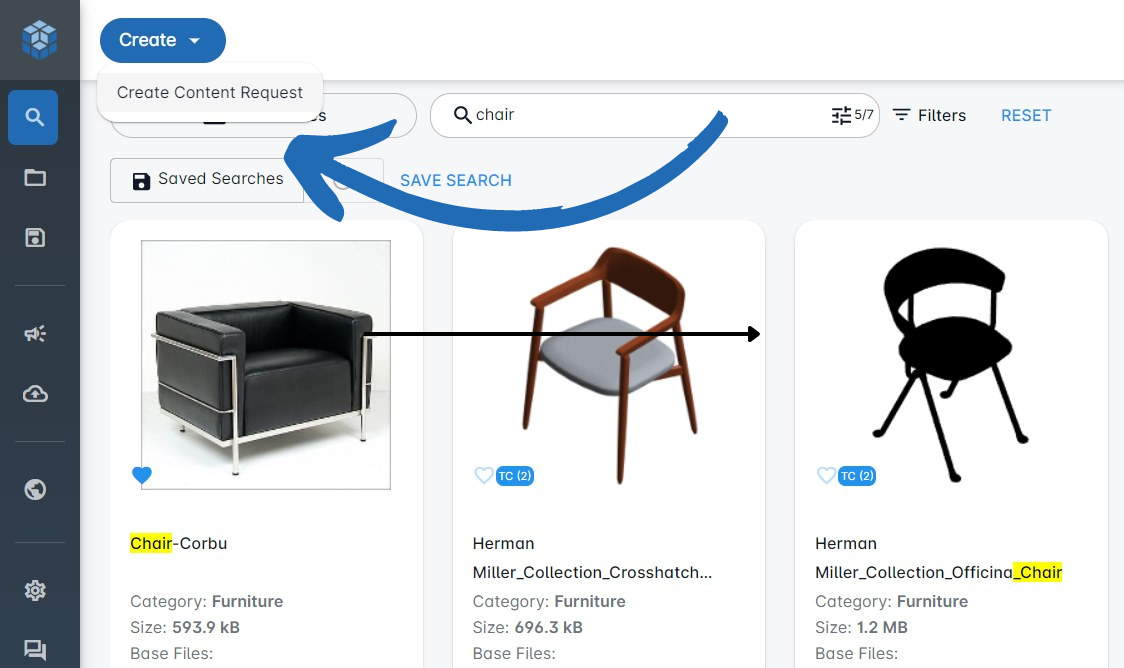 Create
Create Content Request
chair
5/7
Filters
RESET
Saved Searches
SAVE SEARCH
TC (2)
TC (2)
Chair-Corbu
Category: Furniture
Size: 593.9 kB
Base Files:
Herman
Miller_Collection_Crosshatch...
Category: Furniture
Size: 696.3 kB
Base Files:
Herman
Miller_Collection_Officina_Chair
Category: Furniture
Size: 1.2 MB
Base Files: